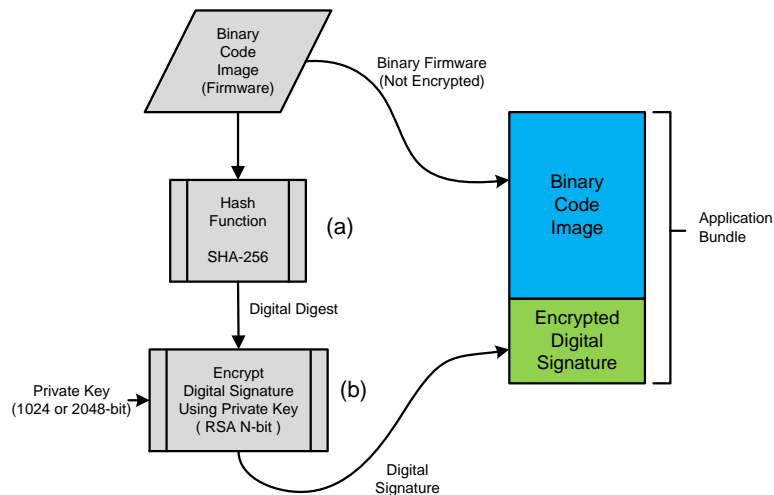 Binary
Code
Image
(Firmware)
Binary Firmware
(Not Encrypted)
Hash
Function
SHA-256
(a)
Digital Digest
Private Key
(1024 or 2048-bit)
Encrypt
Digital Signature
Using Private Key
( RSA N-bit )
(b)
Digital
Signature
Binary
Code
Image
Encrypted
Digital
Signature
Application
Bundle